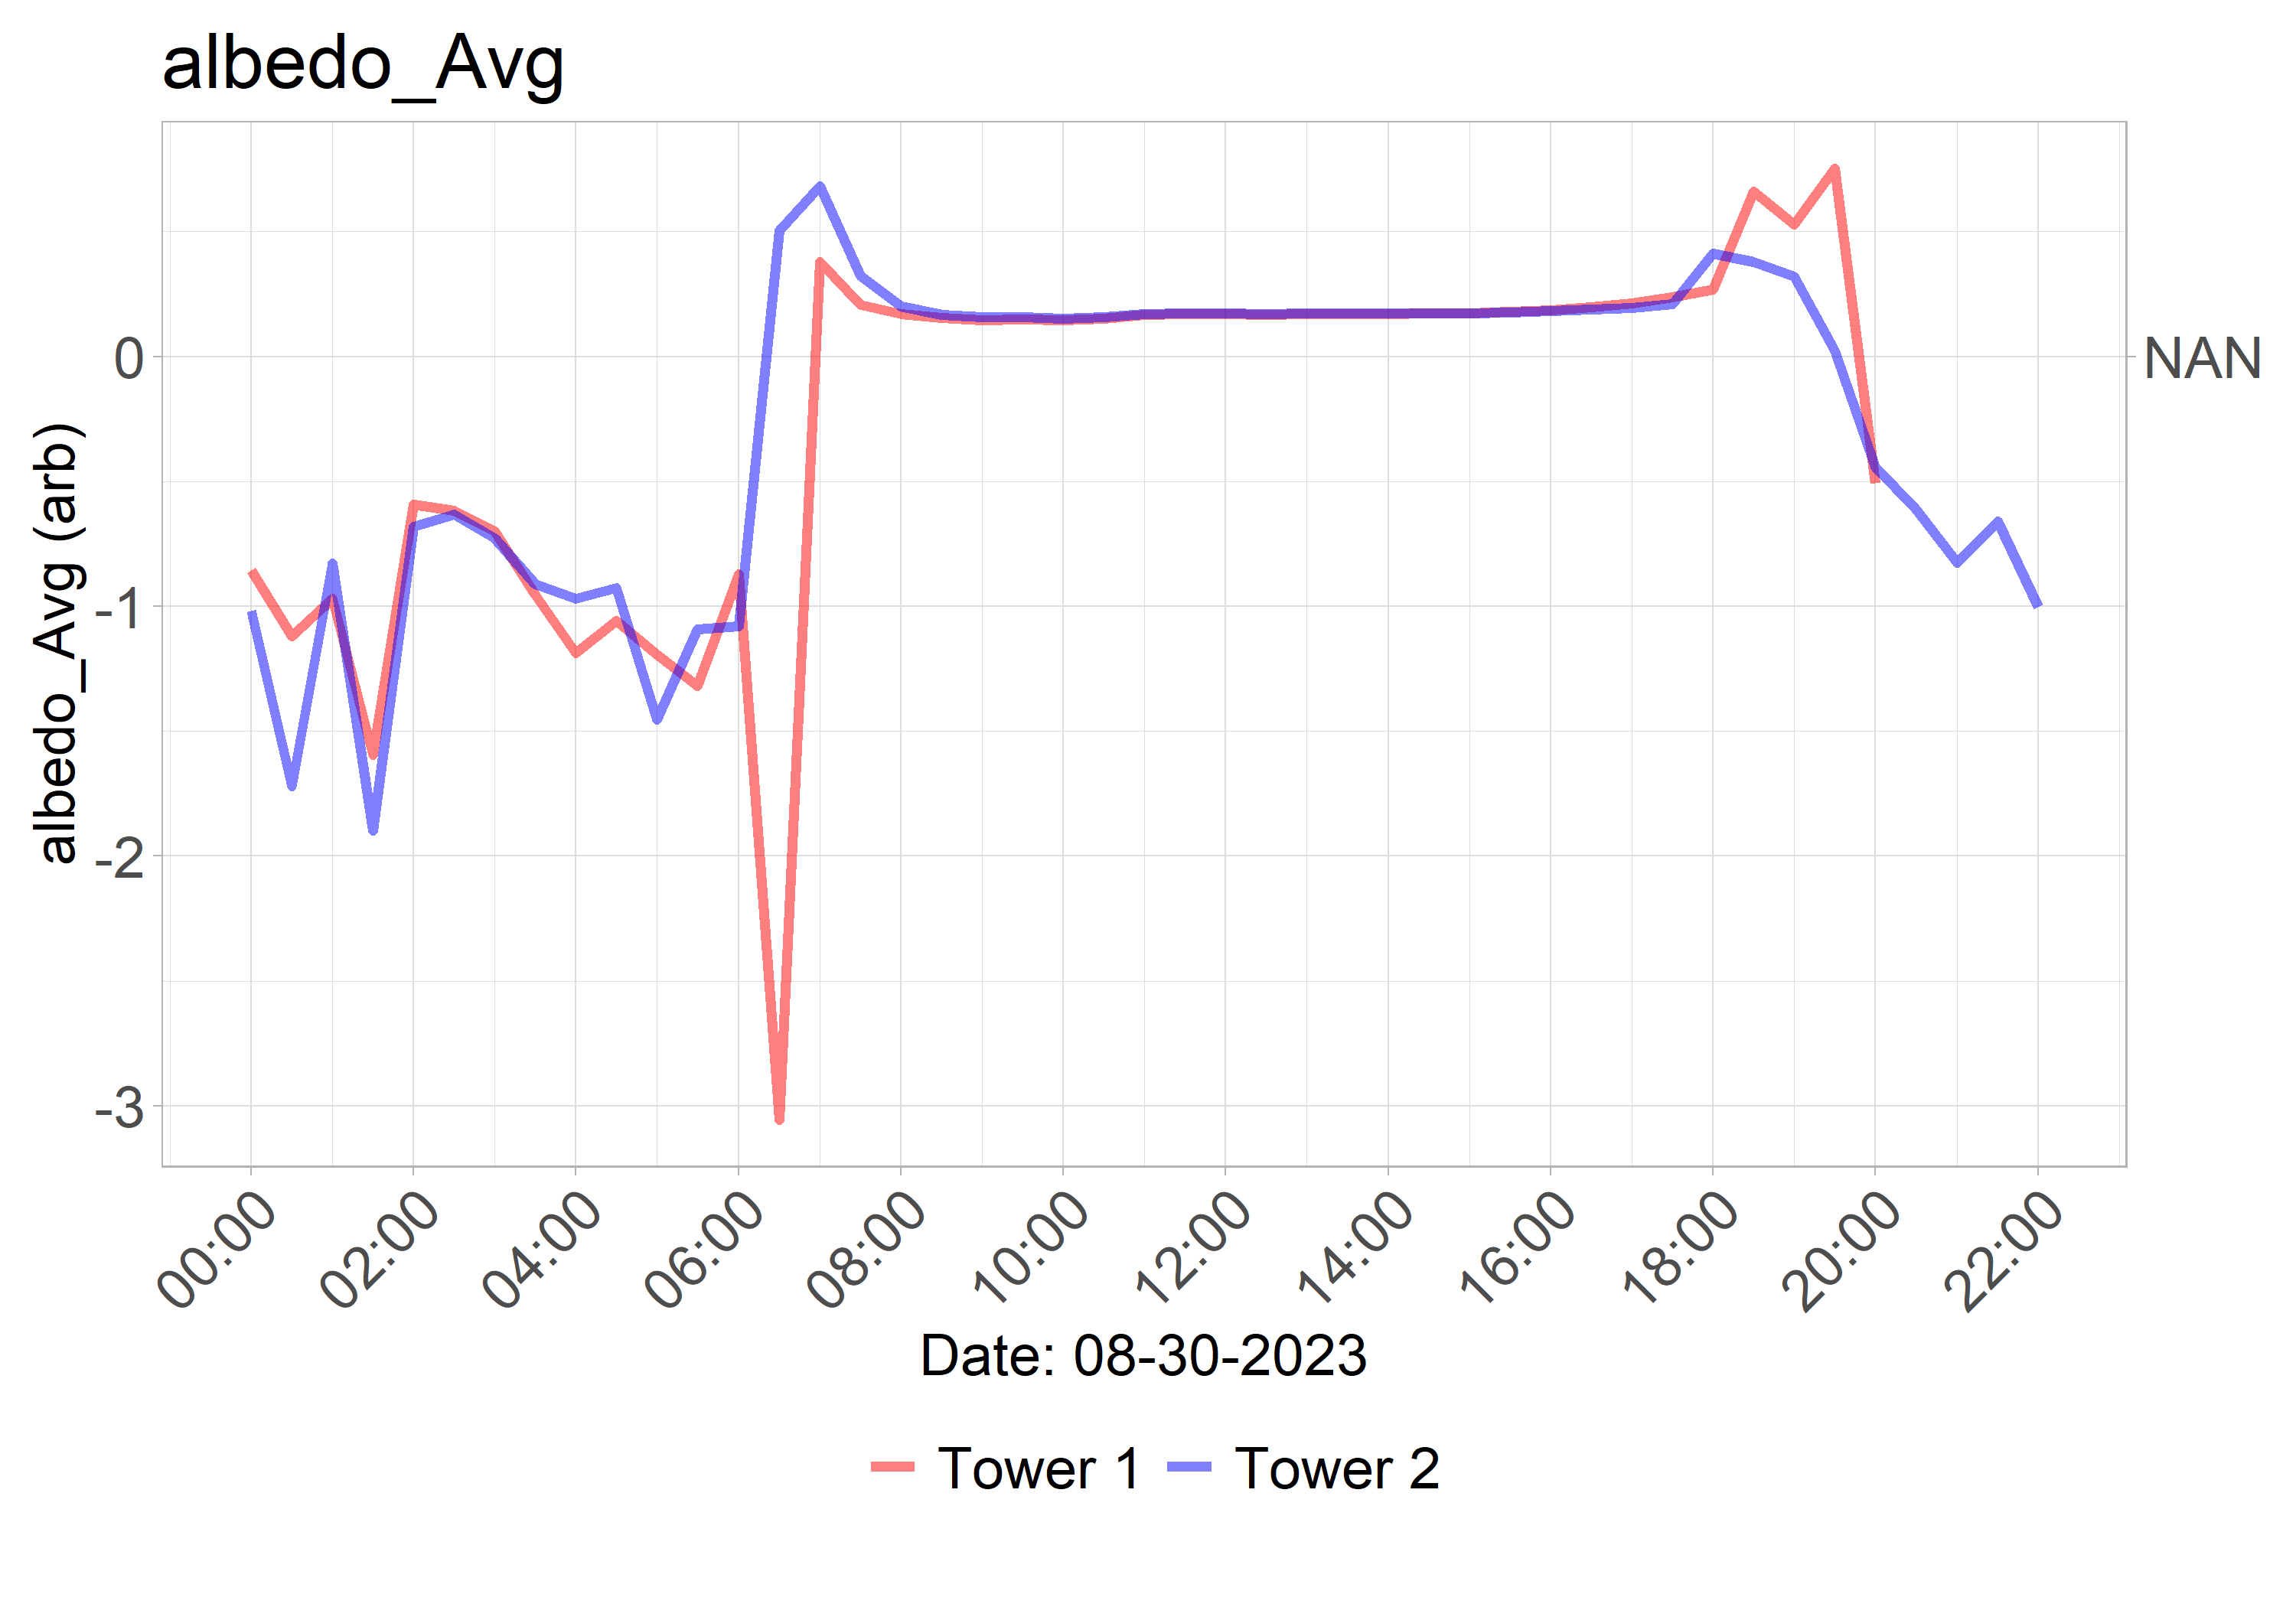 albedo_Avg
albedo_Avg (arb)
0
-1
-2
-3
NAN
00:00 02:00 04:00 06:00 08:00 10:00 12:00 14:00 16:00 18:00 20:00 22:00
Date: 08-30-2023
Tower 1 Tower 2